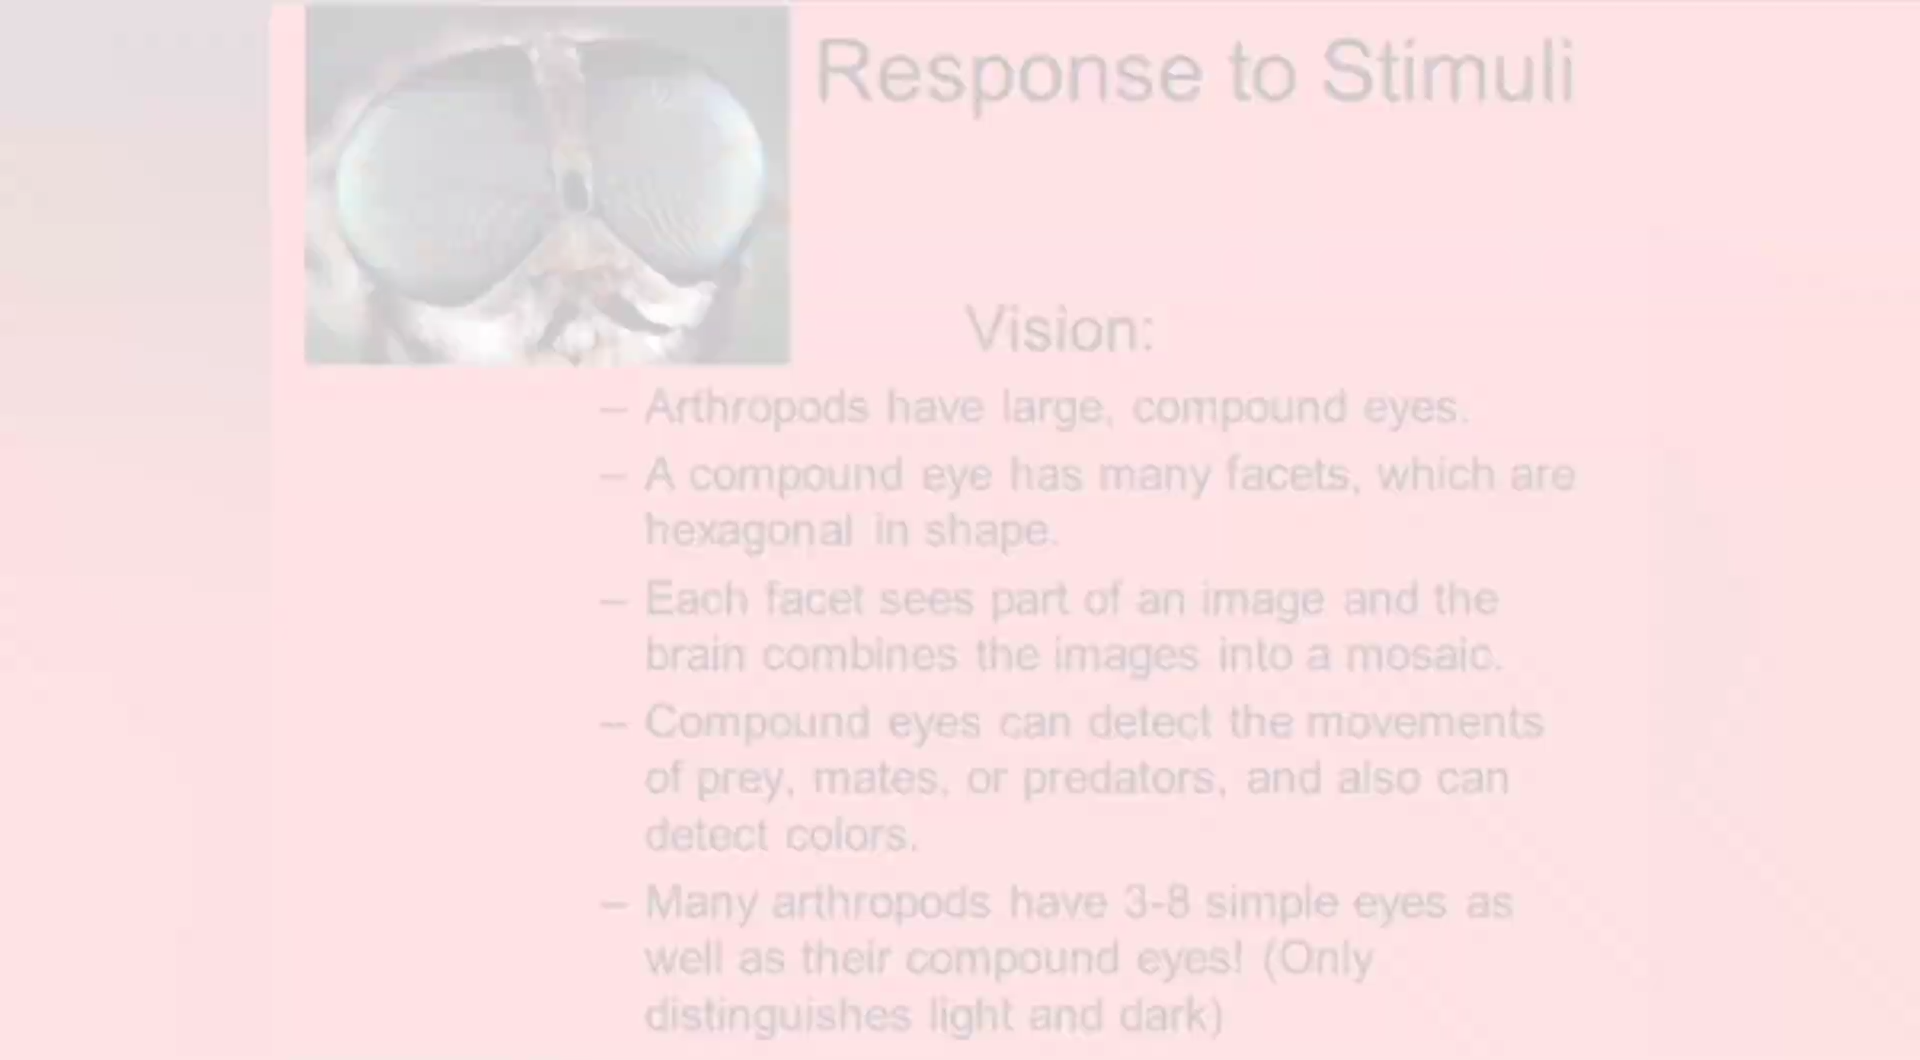 Response to Stimuli
Vision:
– Arthropods have large, compound eyes.
– A compound eye has many facets, which are
hexagonal in shape.
– Each facet sees part of an image and the
brain combines the images into a mosaic.
– Compound eyes can detect the movements
of prey, mates, or predators, and also can
detect colors.
– Many arthropods have 3-8 simple eyes as
well as their compound eyes! (Only
distinguishes light and dark)